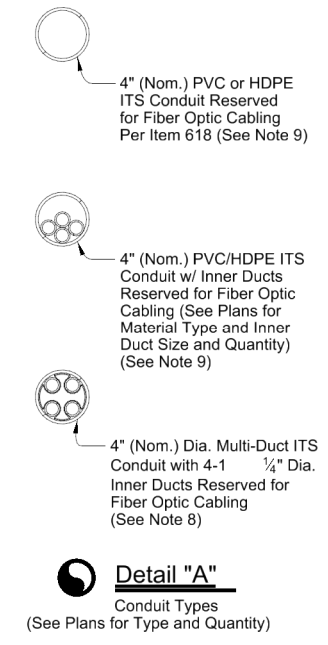 4" (Nom.) PVC or HDPE
ITS Conduit Reserved
for Fiber Optic Cabling
Per Item 618 (See Note 9)
4" (Nom.) PVC/HDPE ITS
Conduit w/ Inner Ducts
Reserved for Fiber Optic
Cabling (See Plans for
Material Type and Inner
Duct Size and Quantity)
(See Note 9)
4" (Nom.) Dia. Multi-Duct ITS
Conduit with 4-1 ¼" Dia.
Inner Ducts Reserved for
Fiber Optic Cabling
(See Note 8)
Detail "A"
Conduit Types
(See Plans for Type and Quantity)